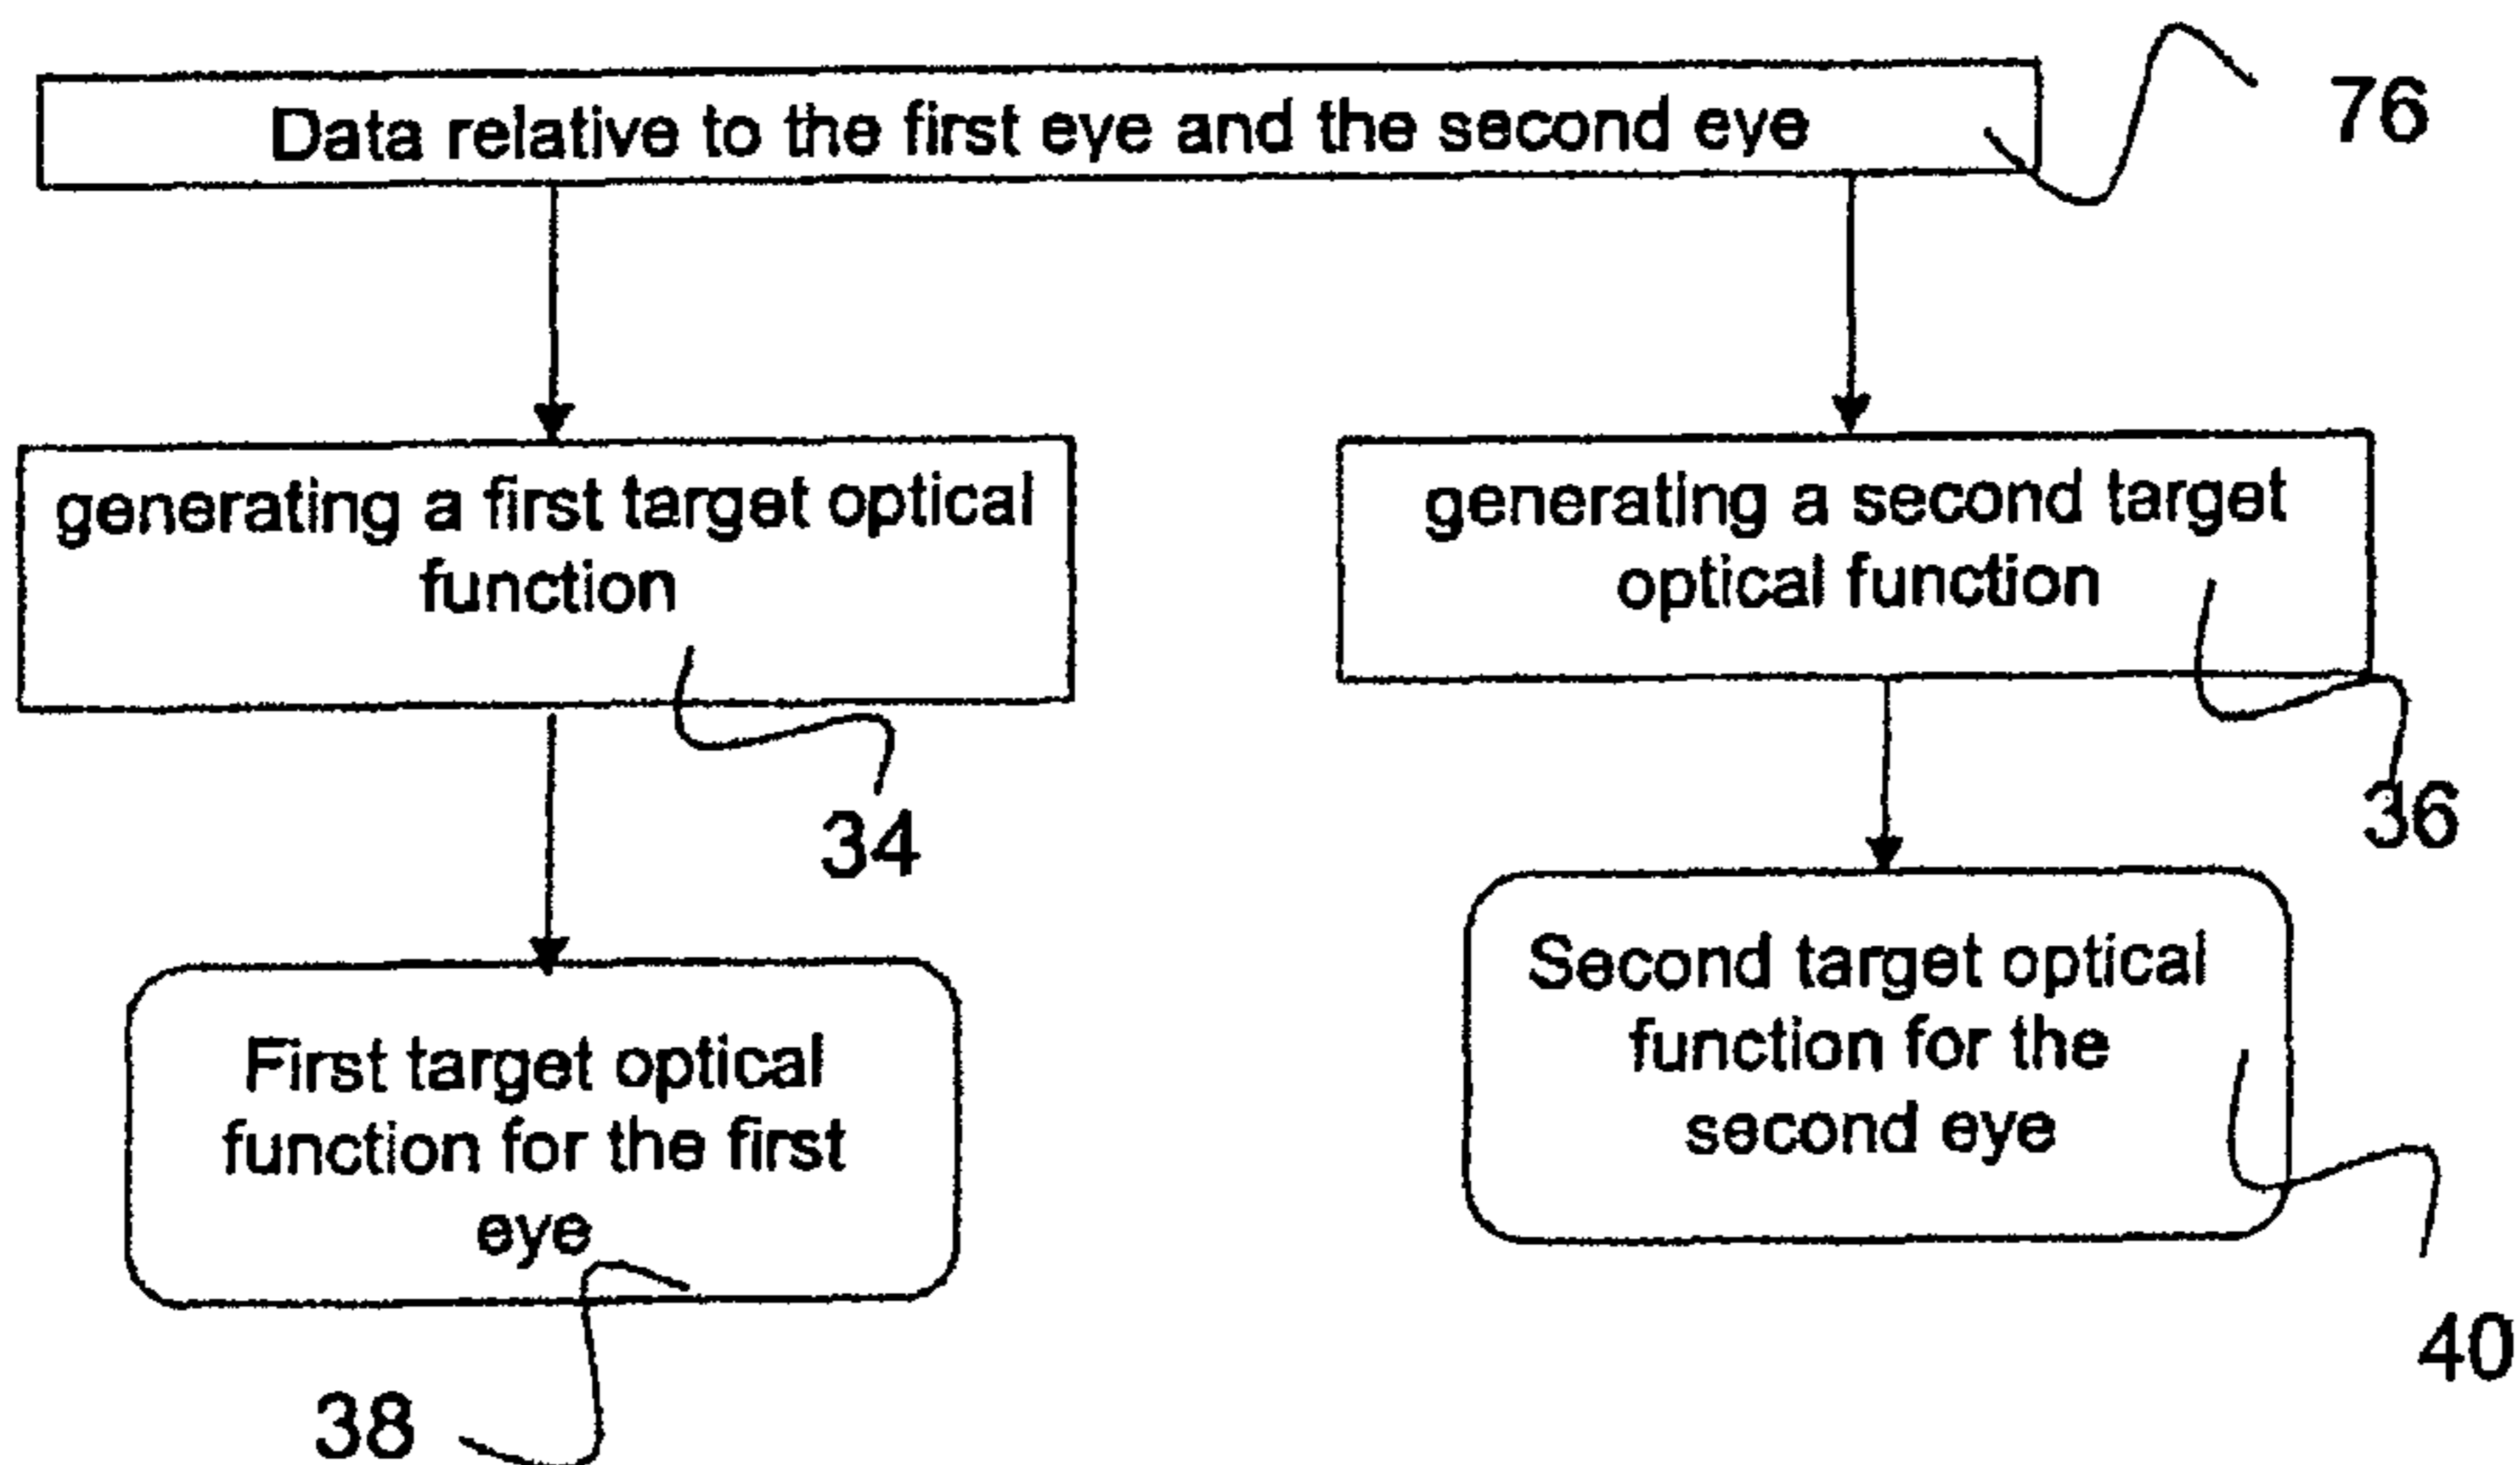 Data relative to the first eye and the second eye
76
generating a first target optical
function
34
generating a second target
optical function
36
First target optical
function for the first
eye
38
Second target optical
function for the
second eye
40